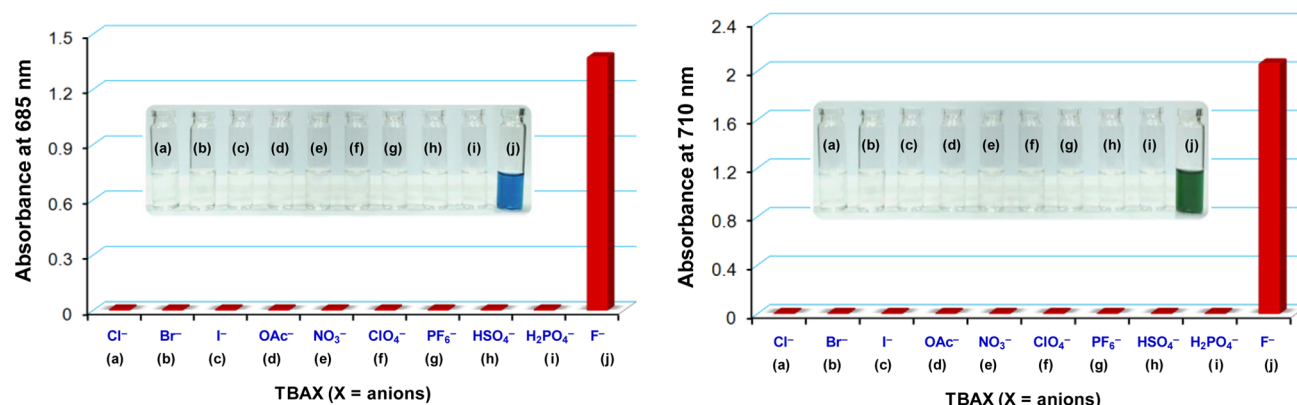 Absorbance at 685 nm
1.5
1.2
0.9
0.6
0.3
0
(a) (b) (c) (d) (e) (f) (g) (h) (i) (j)
Cl⁻ Br⁻ I⁻ OAc⁻ NO₃⁻ ClO₄⁻ PF₆⁻ HSO₄⁻ H₂PO₄⁻ F⁻
(a) (b) (c) (d) (e) (f) (g) (h) (i) (j)
TBAX (X = anions)
Absorbance at 710 nm
2.4
2
1.6
1.2
0.8
0.4
0
(a) (b) (c) (d) (e) (f) (g) (h) (i) (j)
Cl⁻ Br⁻ I⁻ OAc⁻ NO₃⁻ ClO₄⁻ PF₆⁻ HSO₄⁻ H₂PO₄⁻ F⁻
(a) (b) (c) (d) (e) (f) (g) (h) (i) (j)
TBAX (X = anions)